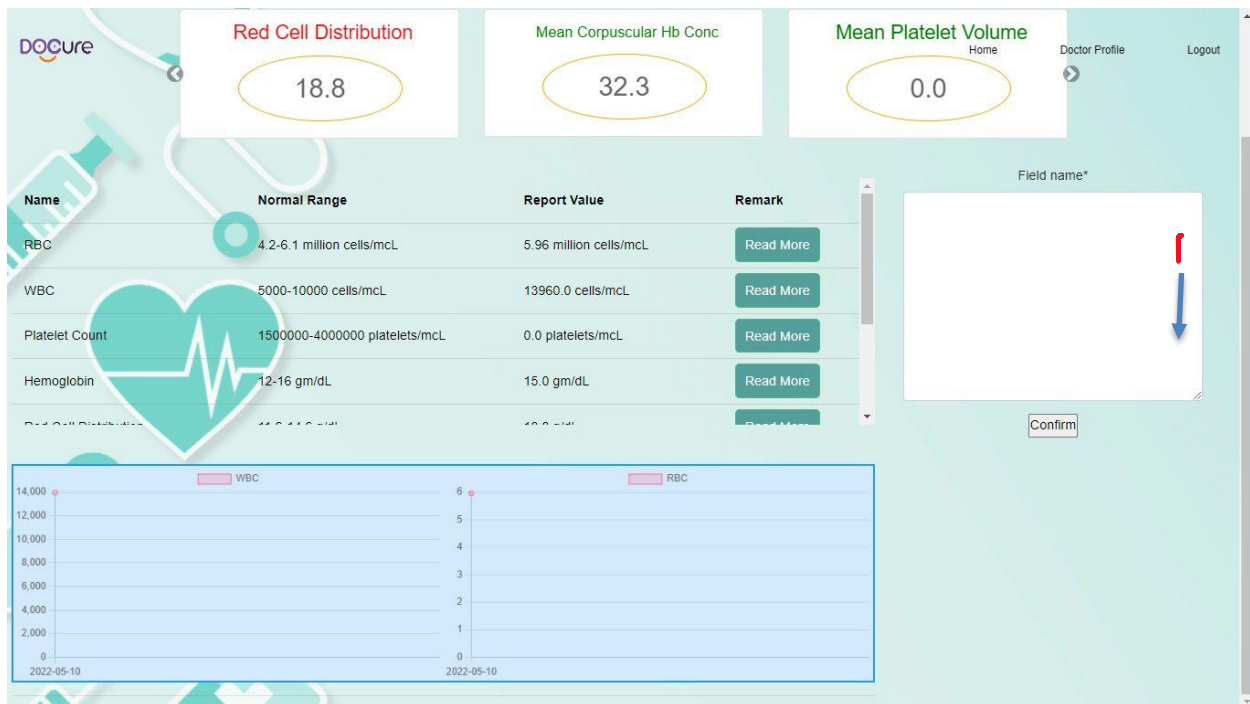 Red Cell Distribution
18.8
Mean Corpuscular Hb Conc
32.3
Mean Platelet Volume
0.0
DOCure
Home Doctor Profile Logout
Name Normal Range Report Value Remark
RBC 4.2-6.1 million cells/mcL 5.96 million cells/mcL Read More
WBC 5000-10000 cells/mcL 13960.0 cells/mcL Read More
Platelet Count 1500000-4000000 platelets/mcL 0.0 platelets/mcL Read More
Hemoglobin 12-16 gm/dL 15.0 gm/dL Read More
Field name*
Confirm
WBC
14,000
12,000
10,000
8,000
6,000
4,000
2,000
0
2022-05-10
RBC
6
5
4
3
2
1
0
2022-05-10